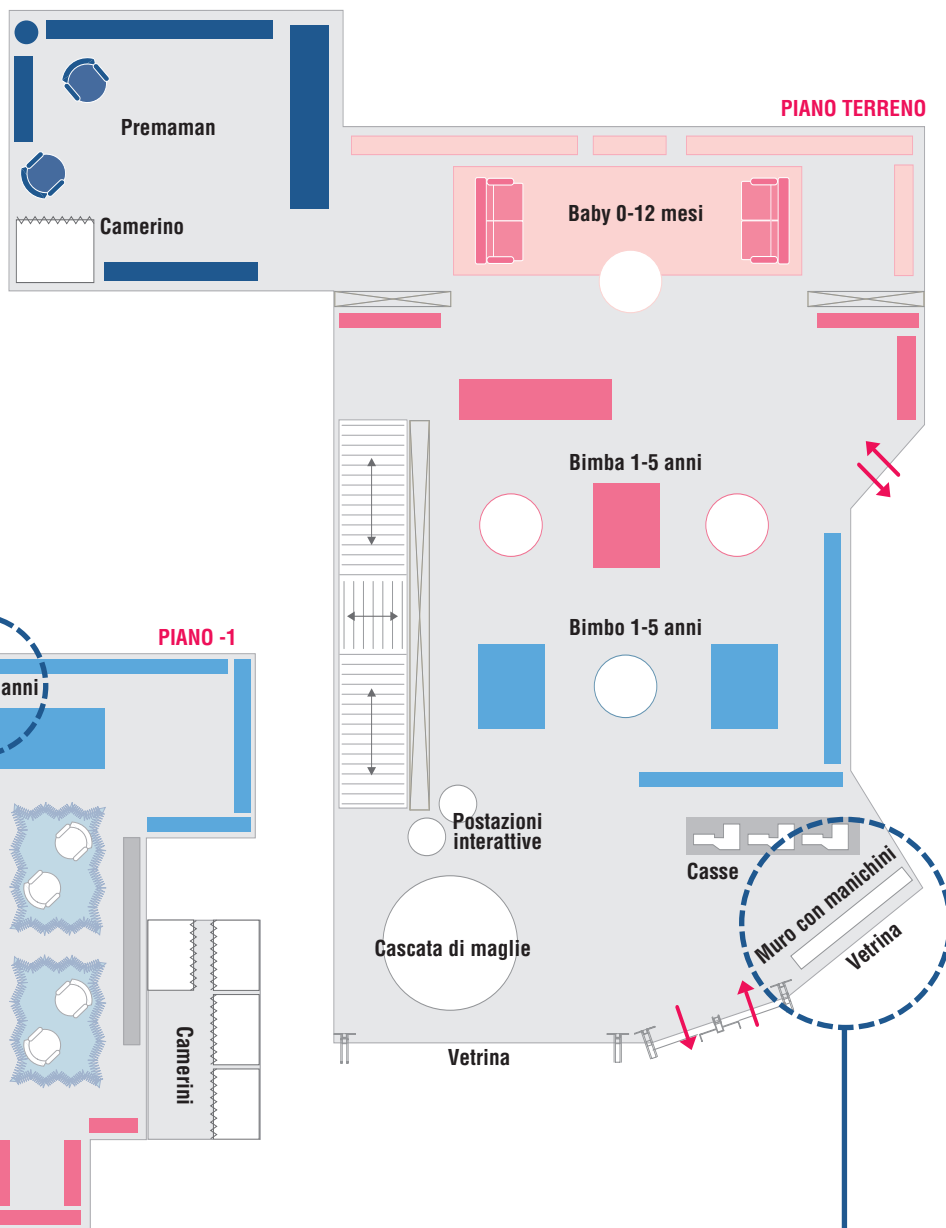 PIANO TERRENO
Premaman
Camerino
Baby 0-12 mesi
Bimba 1-5 anni
Bimbo 1-5 anni
PIANO -1
anni
Postazioni
interattive
Casse
Muro con manichini
Vetrina
Cascata di maglie
Vetrina
Camerini